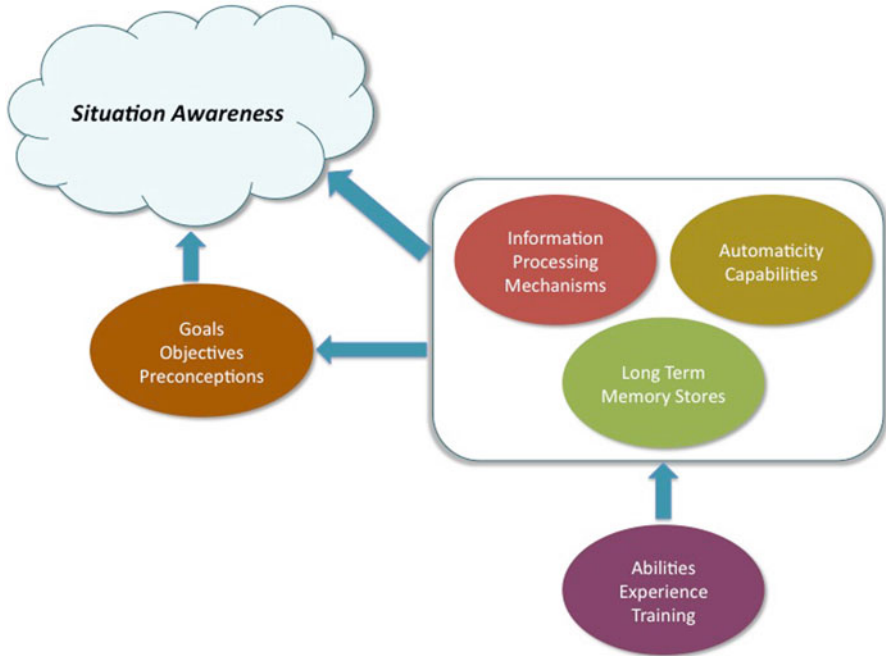 Situation Awareness
Information
Processing
Mechanisms
Automaticity
Capabilities
Goals
Objectives
Preconceptions
Long Term
Memory Stores
Abilities
Experience
Training